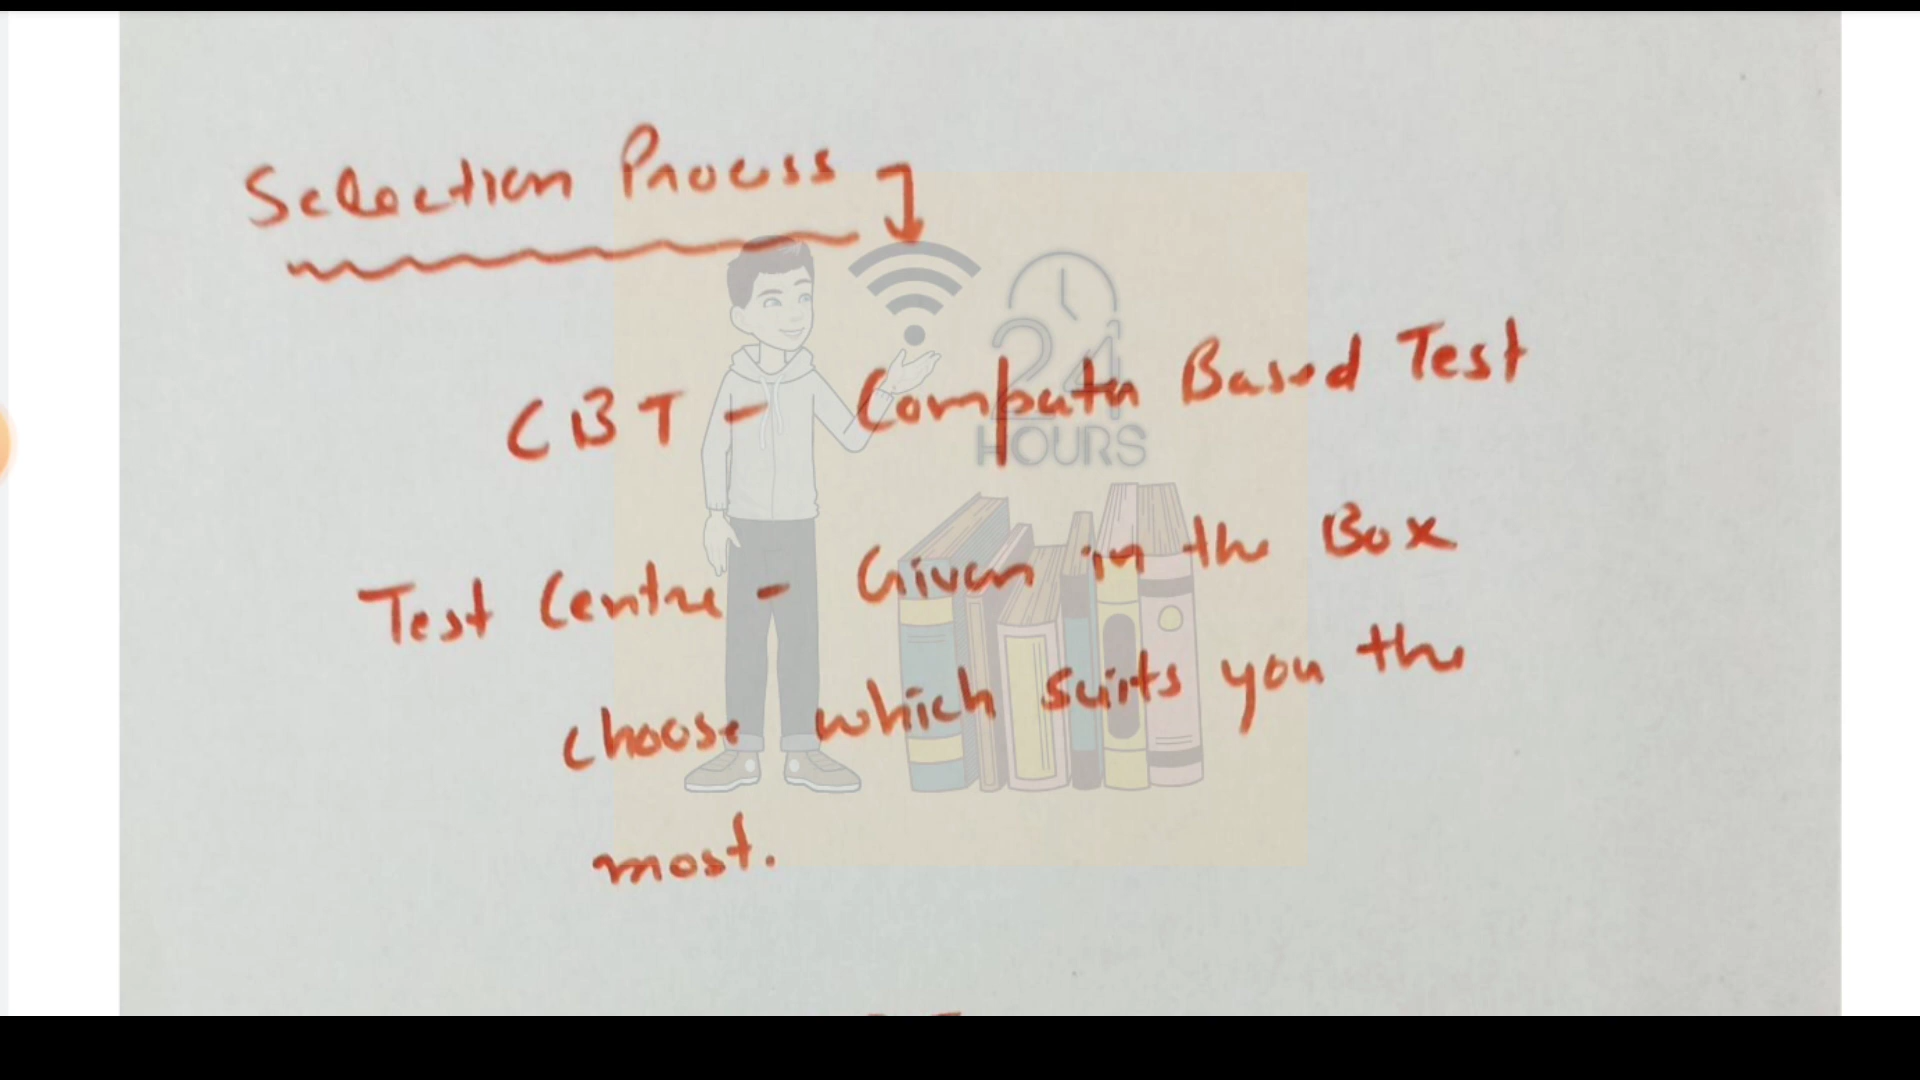 Selection Process
CBT - Computer Based Test
Test Centre - Given in the Box
choose which suits you the
most.
24
HOURS